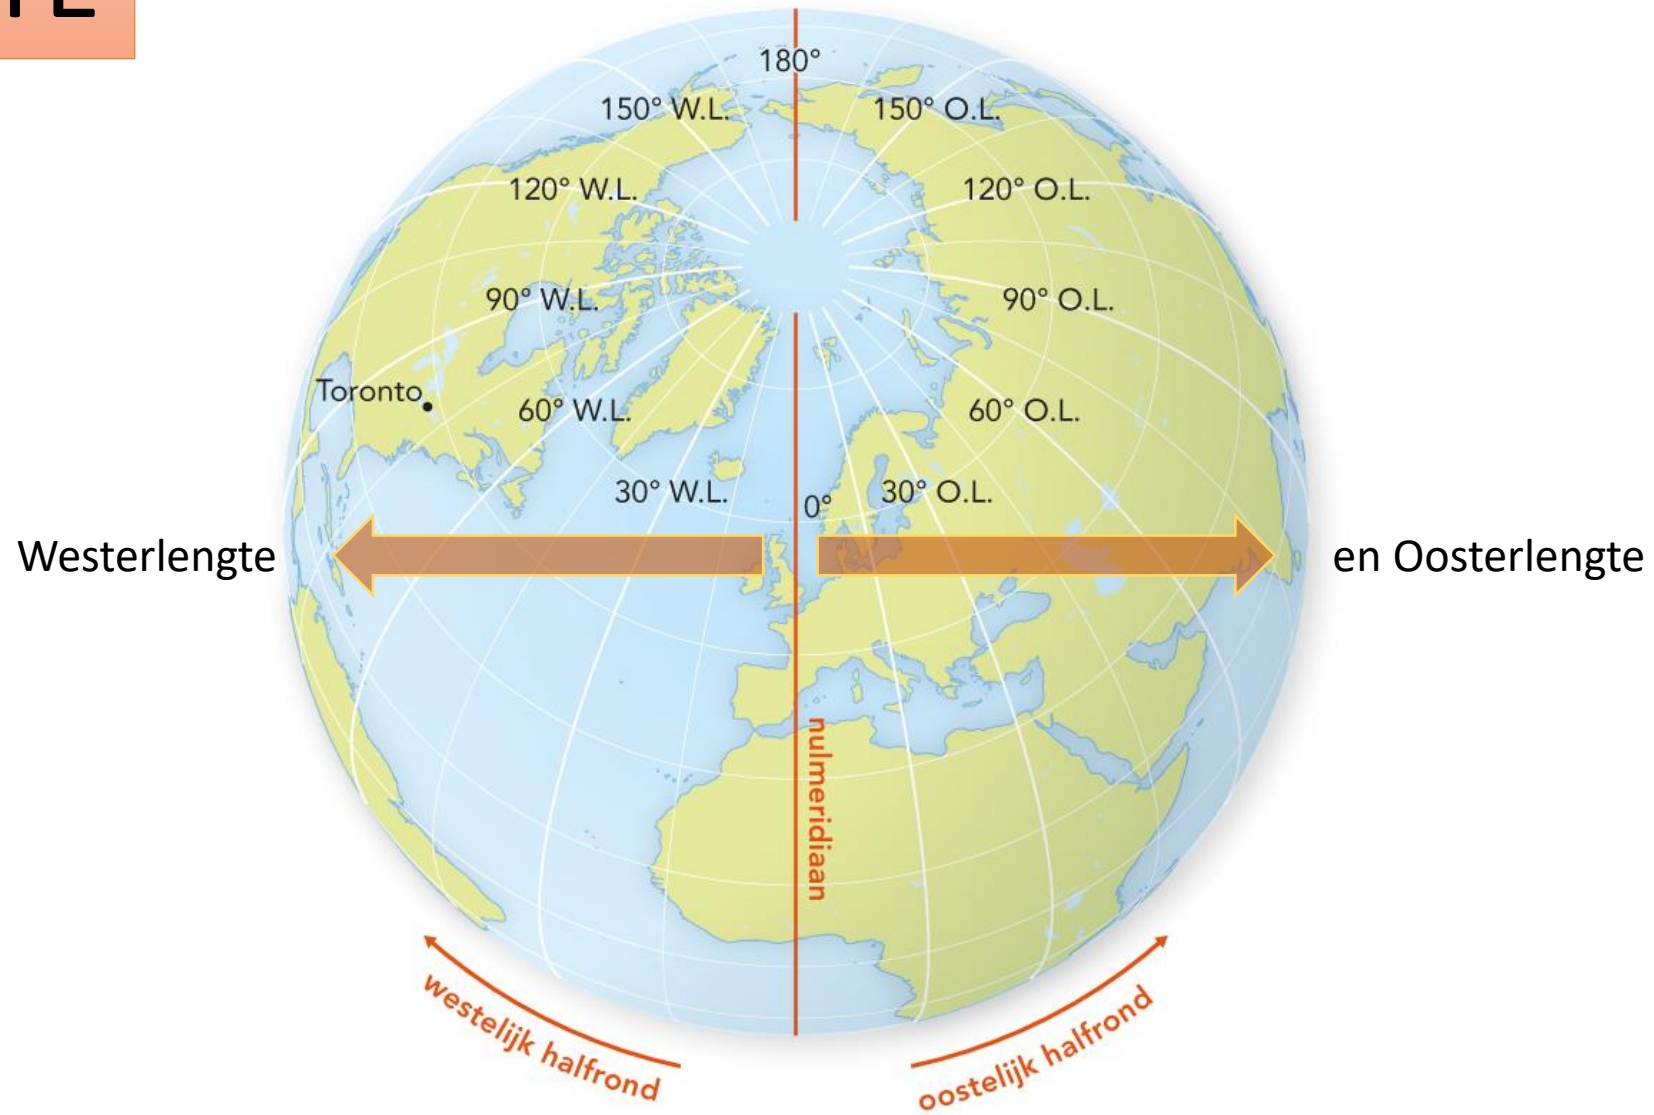 180°
150° W.L.
150° O.L.
120° W.L.
120° O.L.
90° W.L.
90° O.L.
Toronto
60° W.L.
60° O.L.
30° W.L.
0°
30° O.L.
Westerlengte
en Oosterlengte
nulmeridiaan
westelijk halfrond
oostelijk halfrond